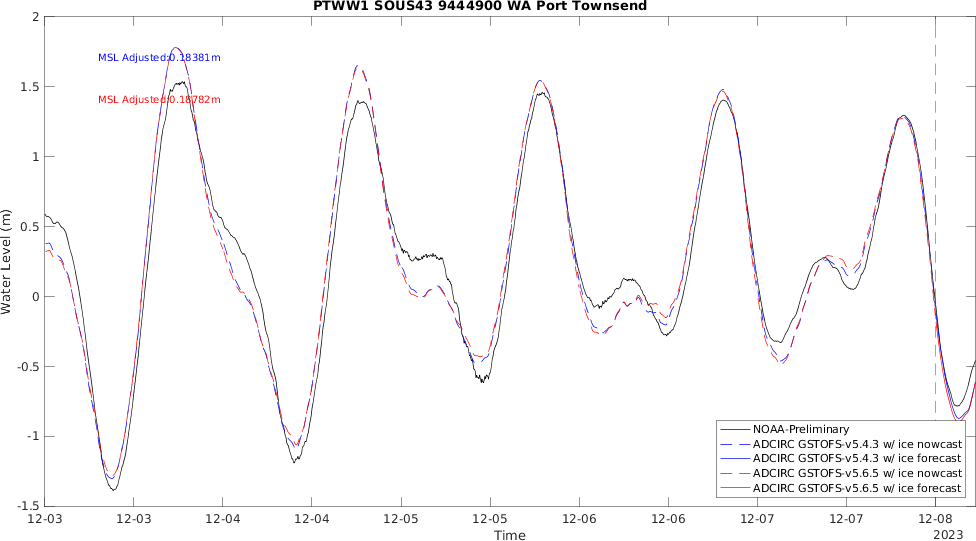 PTWW1 SOUS43 9444900 WA Port Townsend
2
MSL Adjusted:0.18381m
1.5
MSL Adjusted:0.18782m
1
0.5
Water Level (m)
0
-0.5
-1
NOAA-Preliminary
ADCIRC GSTOFS-v5.4.3 w/ ice nowcast
ADCIRC GSTOFS-v5.4.3 w/ ice forecast
ADCIRC GSTOFS-v5.6.5 w/ ice nowcast
ADCIRC GSTOFS-v5.6.5 w/ ice forecast
-1.5
12-03 12-03 12-04 12-04 12-05 12-05 12-06 12-06 12-07 12-07 12-08
Time 2023